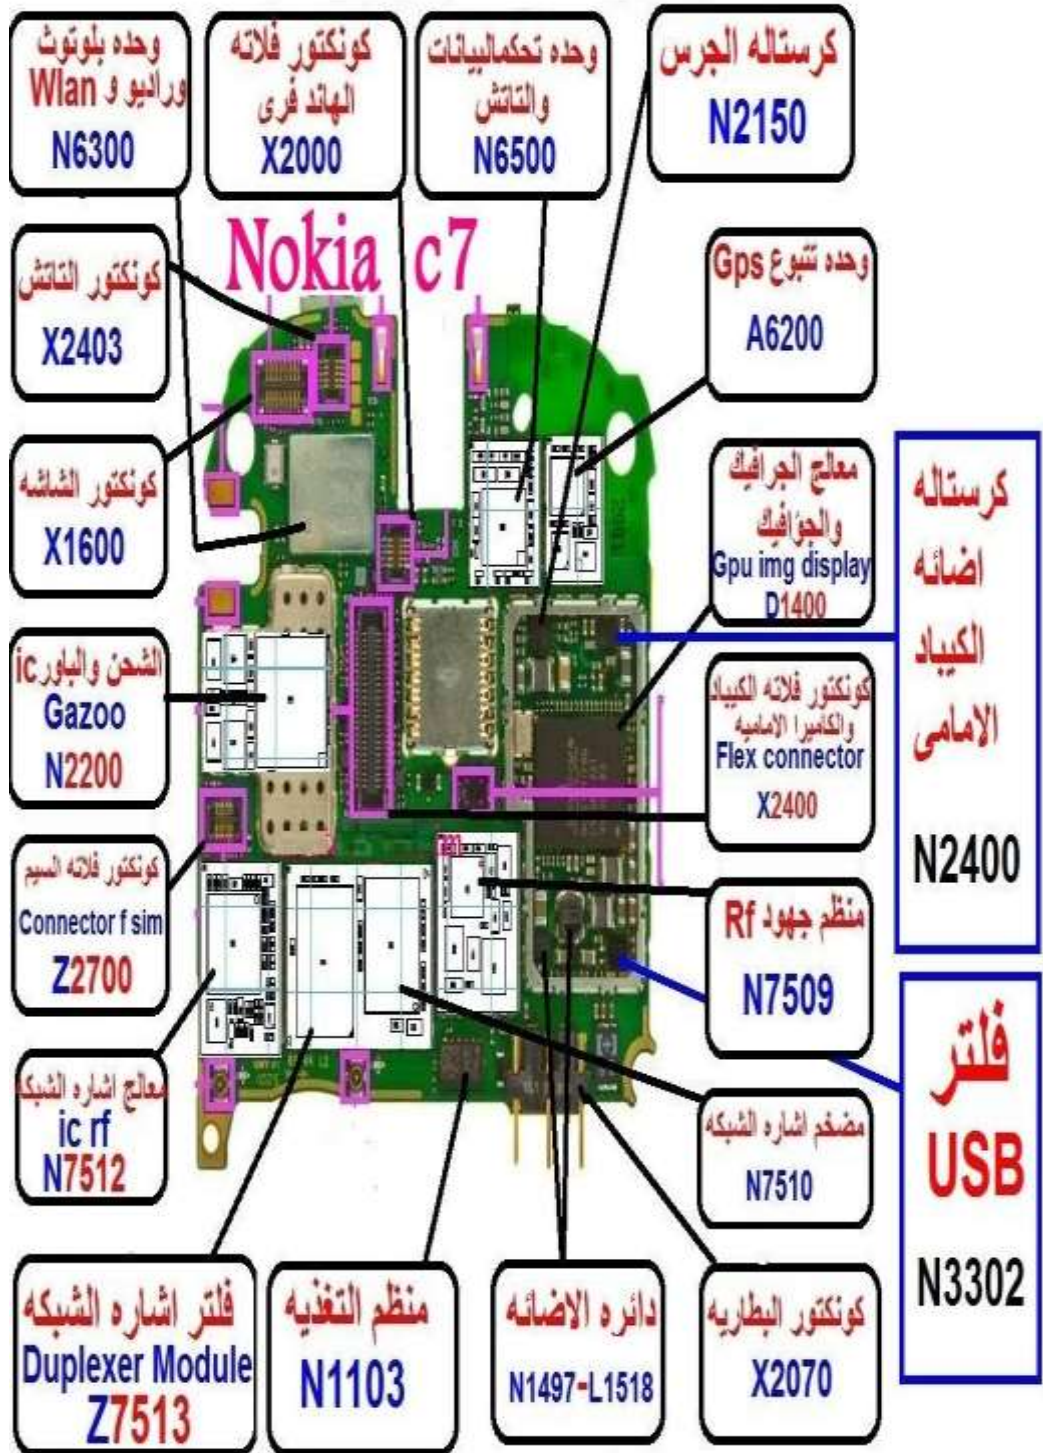 وحده بلوتوث
وراديو و Wlan
N6300
كونكتور فلاته
الهاند فرى
X2000
وحده تحكمالبيانات
والتاتش
N6500
كرستاله الجرس
N2150
Nokia c7
كونكتور التاتش
X2403
وحده تتبوع Gps
A6200
كونكتور الشاشه
X1600
معالج الجرافيك
والجؤافيك
Gpu img display
D1400
كرستاله
اضائه
الكيباد
الامامى
N2400
الشحن والباور ic
Gazoo
N2200
كونكتور فلاته الكيباد
والكاميرا الاماميه
Flex connector
X2400
كونكتور فلاته السيم
Connector f sim
Z2700
منظم جهود Rf
N7509
فلتر
USB
N3302
معالج اشاره الشبكه
ic rf
N7512
مضخم اشاره الشبكه
N7510
فلتر اشاره الشبكه
Duplexer Module
Z7513
منظم التغذيه
N1103
دائره الاضائه
N1497-L1518
كونكتور البطاريه
X2070